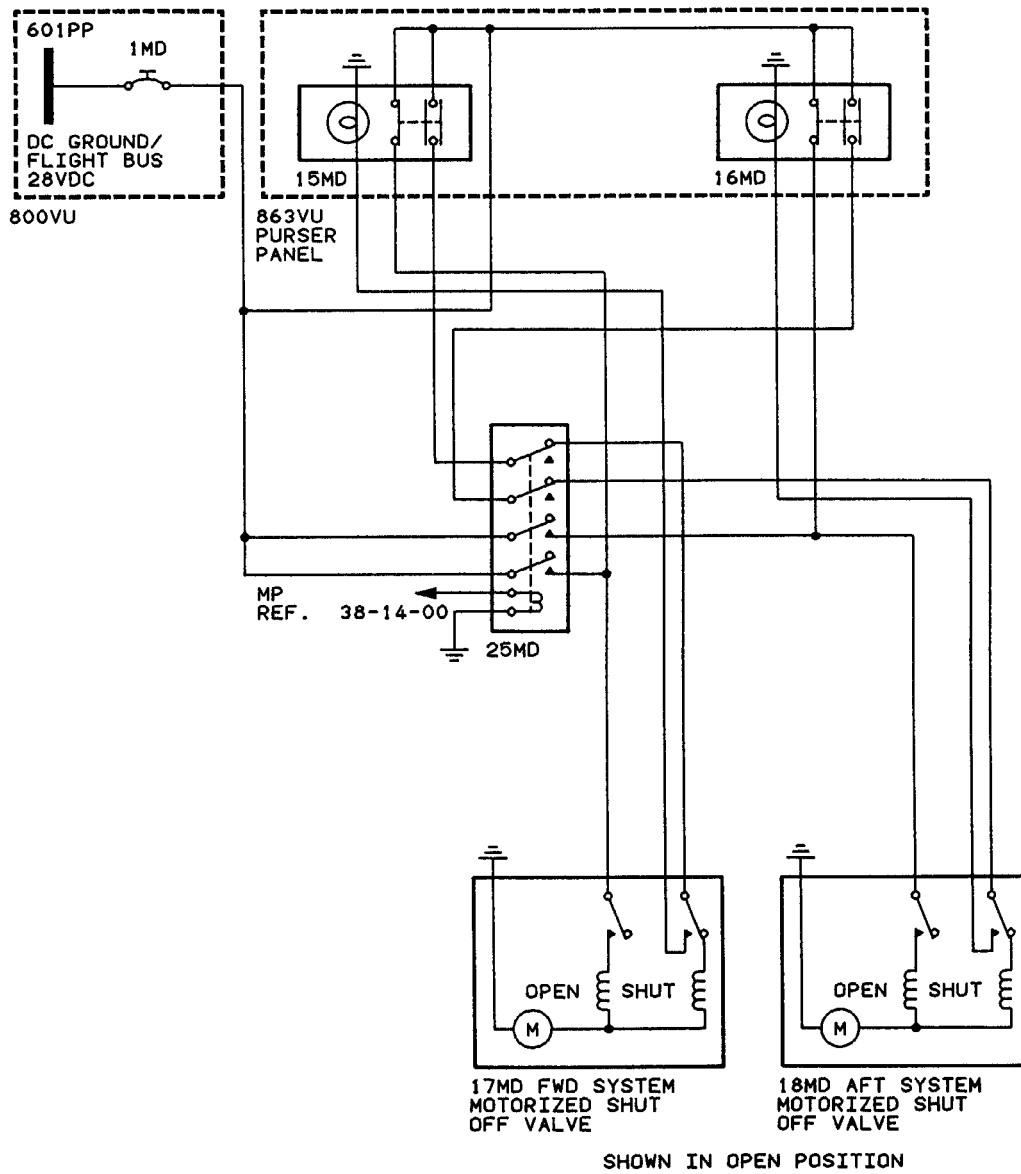 601PP
1MD
DC GROUND/
FLIGHT BUS
28VDC
800VU
15MD
16MD
863VU
PURSER
PANEL
MP
REF. 38-14-00
25MD
OPEN SHUT
M
17MD FWD SYSTEM
MOTORIZED SHUT
OFF VALVE
OPEN SHUT
M
18MD AFT SYSTEM
MOTORIZED SHUT
OFF VALVE
SHOWN IN OPEN POSITION